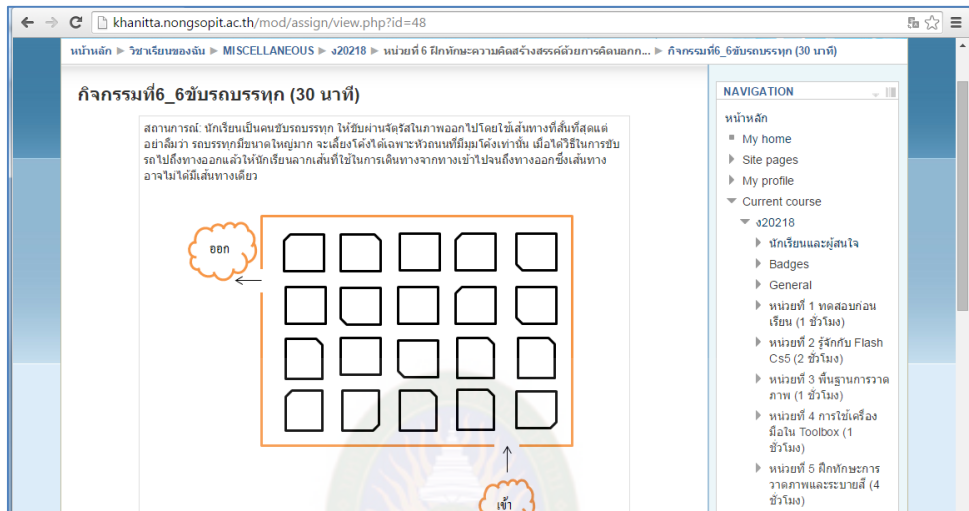 khanitta.nongsopit.ac.th/mod/assign/view.php?id=48
หน้าหลัก ► วิชาเรียนของฉัน ► MISCELLANEOUS ► ง20218 ► หน่วยที่ 6 ฝึกทักษะความคิดสร้างสรรค์ด้วยการคิดนอกก... ► กิจกรรมที่6_6ขับรถบรรทุก (30 นาที)
กิจกรรมที่6_6ขับรถบรรทุก (30 นาที)
สถานการณ์: นักเรียนเป็นคนขับรถบรรทุก ให้ขับผ่านจัตุรัสในภาพออกไปโดยใช้เส้นทางที่สั้นที่สุดแต่
อย่าลืมว่า รถบรรทุกมีขนาดใหญ่มาก จะเลี้ยวโค้งได้เฉพาะหัวถนนที่มีมุมโค้งเท่านั้น เมื่อได้วิธีในการขับ
รถไปถึงทางออกแล้วให้นักเรียนลากเส้นที่ใช้ในการเดินทางจากทางเข้าไปจนถึงทางออกซึ่งเส้นทาง
อาจไม่ได้มีเส้นทางเดียว
ออก
เข้า
NAVIGATION
หน้าหลัก
My home
Site pages
My profile
Current course
ง20218
นักเรียนและผู้สนใจ
Badges
General
หน่วยที่ 1 ทดสอบก่อน
เรียน (1 ชั่วโมง)
หน่วยที่ 2 รู้จักกับ Flash
Cs5 (2 ชั่วโมง)
หน่วยที่ 3 พื้นฐานการวาด
ภาพ (1 ชั่วโมง)
หน่วยที่ 4 การใช้เครื่อง
มือใน Toolbox (1
ชั่วโมง)
หน่วยที่ 5 ฝึกทักษะการ
วาดภาพและระบายสี (4
ชั่วโมง)